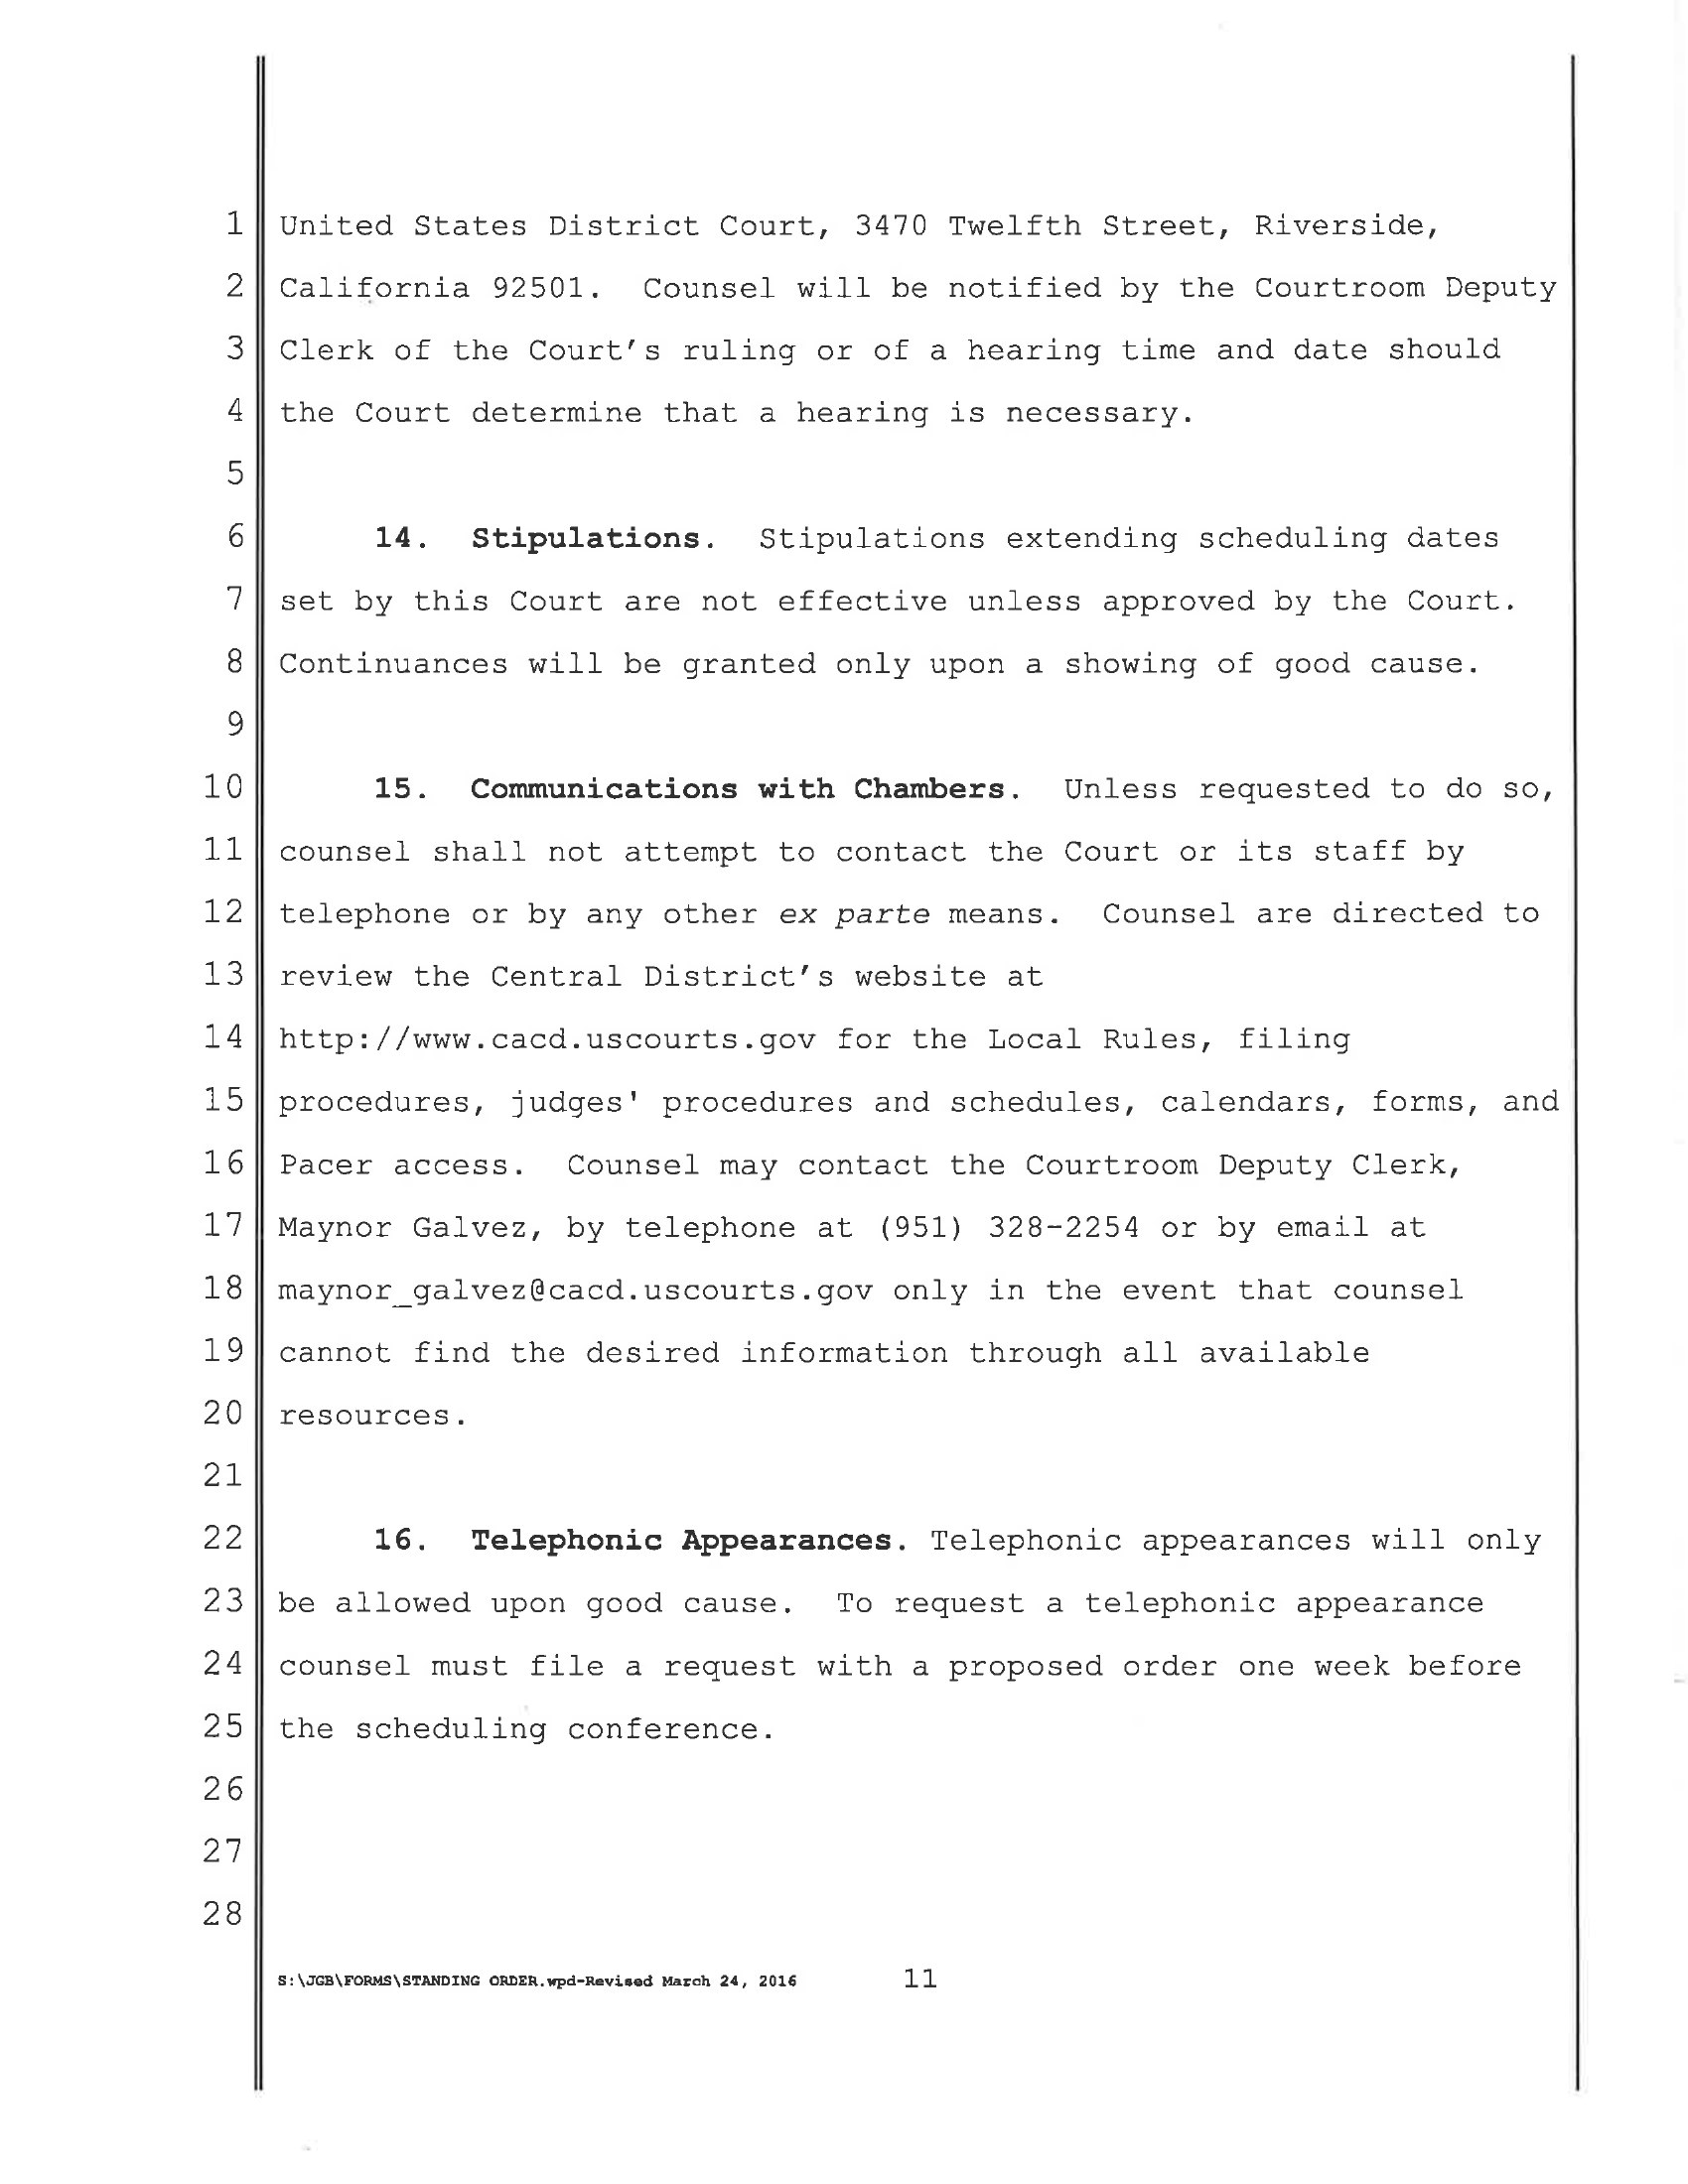 1 United States District Court, 3470 Twelfth Street, Riverside,
2 California 92501.  Counsel will be notified by the Courtroom Deputy
3 Clerk of the Court's ruling or of a hearing time and date should
4 the Court determine that a hearing is necessary.
5
6 14.  Stipulations.  Stipulations extending scheduling dates
7 set by this Court are not effective unless approved by the Court.
8 Continuances will be granted only upon a showing of good cause.
9
10 15.  Communications with Chambers.  Unless requested to do so,
11 counsel shall not attempt to contact the Court or its staff by
12 telephone or by any other ex parte means.  Counsel are directed to
13 review the Central District's website at
14 http://www.cacd.uscourts.gov for the Local Rules, filing
15 procedures, judges' procedures and schedules, calendars, forms, and
16 Pacer access.  Counsel may contact the Courtroom Deputy Clerk,
17 Maynor Galvez, by telephone at (951) 328-2254 or by email at
18 maynor_galvez@cacd.uscourts.gov only in the event that counsel
19 cannot find the desired information through all available
20 resources.
21
22 16.  Telephonic Appearances. Telephonic appearances will only
23 be allowed upon good cause.  To request a telephonic appearance
24 counsel must file a request with a proposed order one week before
25 the scheduling conference.
26
27
28
S:\JGB\FORMS\STANDING ORDER.wpd-Revised March 24, 2016 11